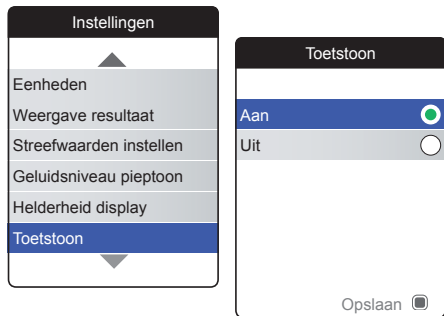 Instellingen
Eenheden
Weergave resultaat
Streefwaarden instellen
Geluidsniveau pieptoon
Helderheid display
Toetstoon
Toetstoon
Aan
Uit
Opslaan